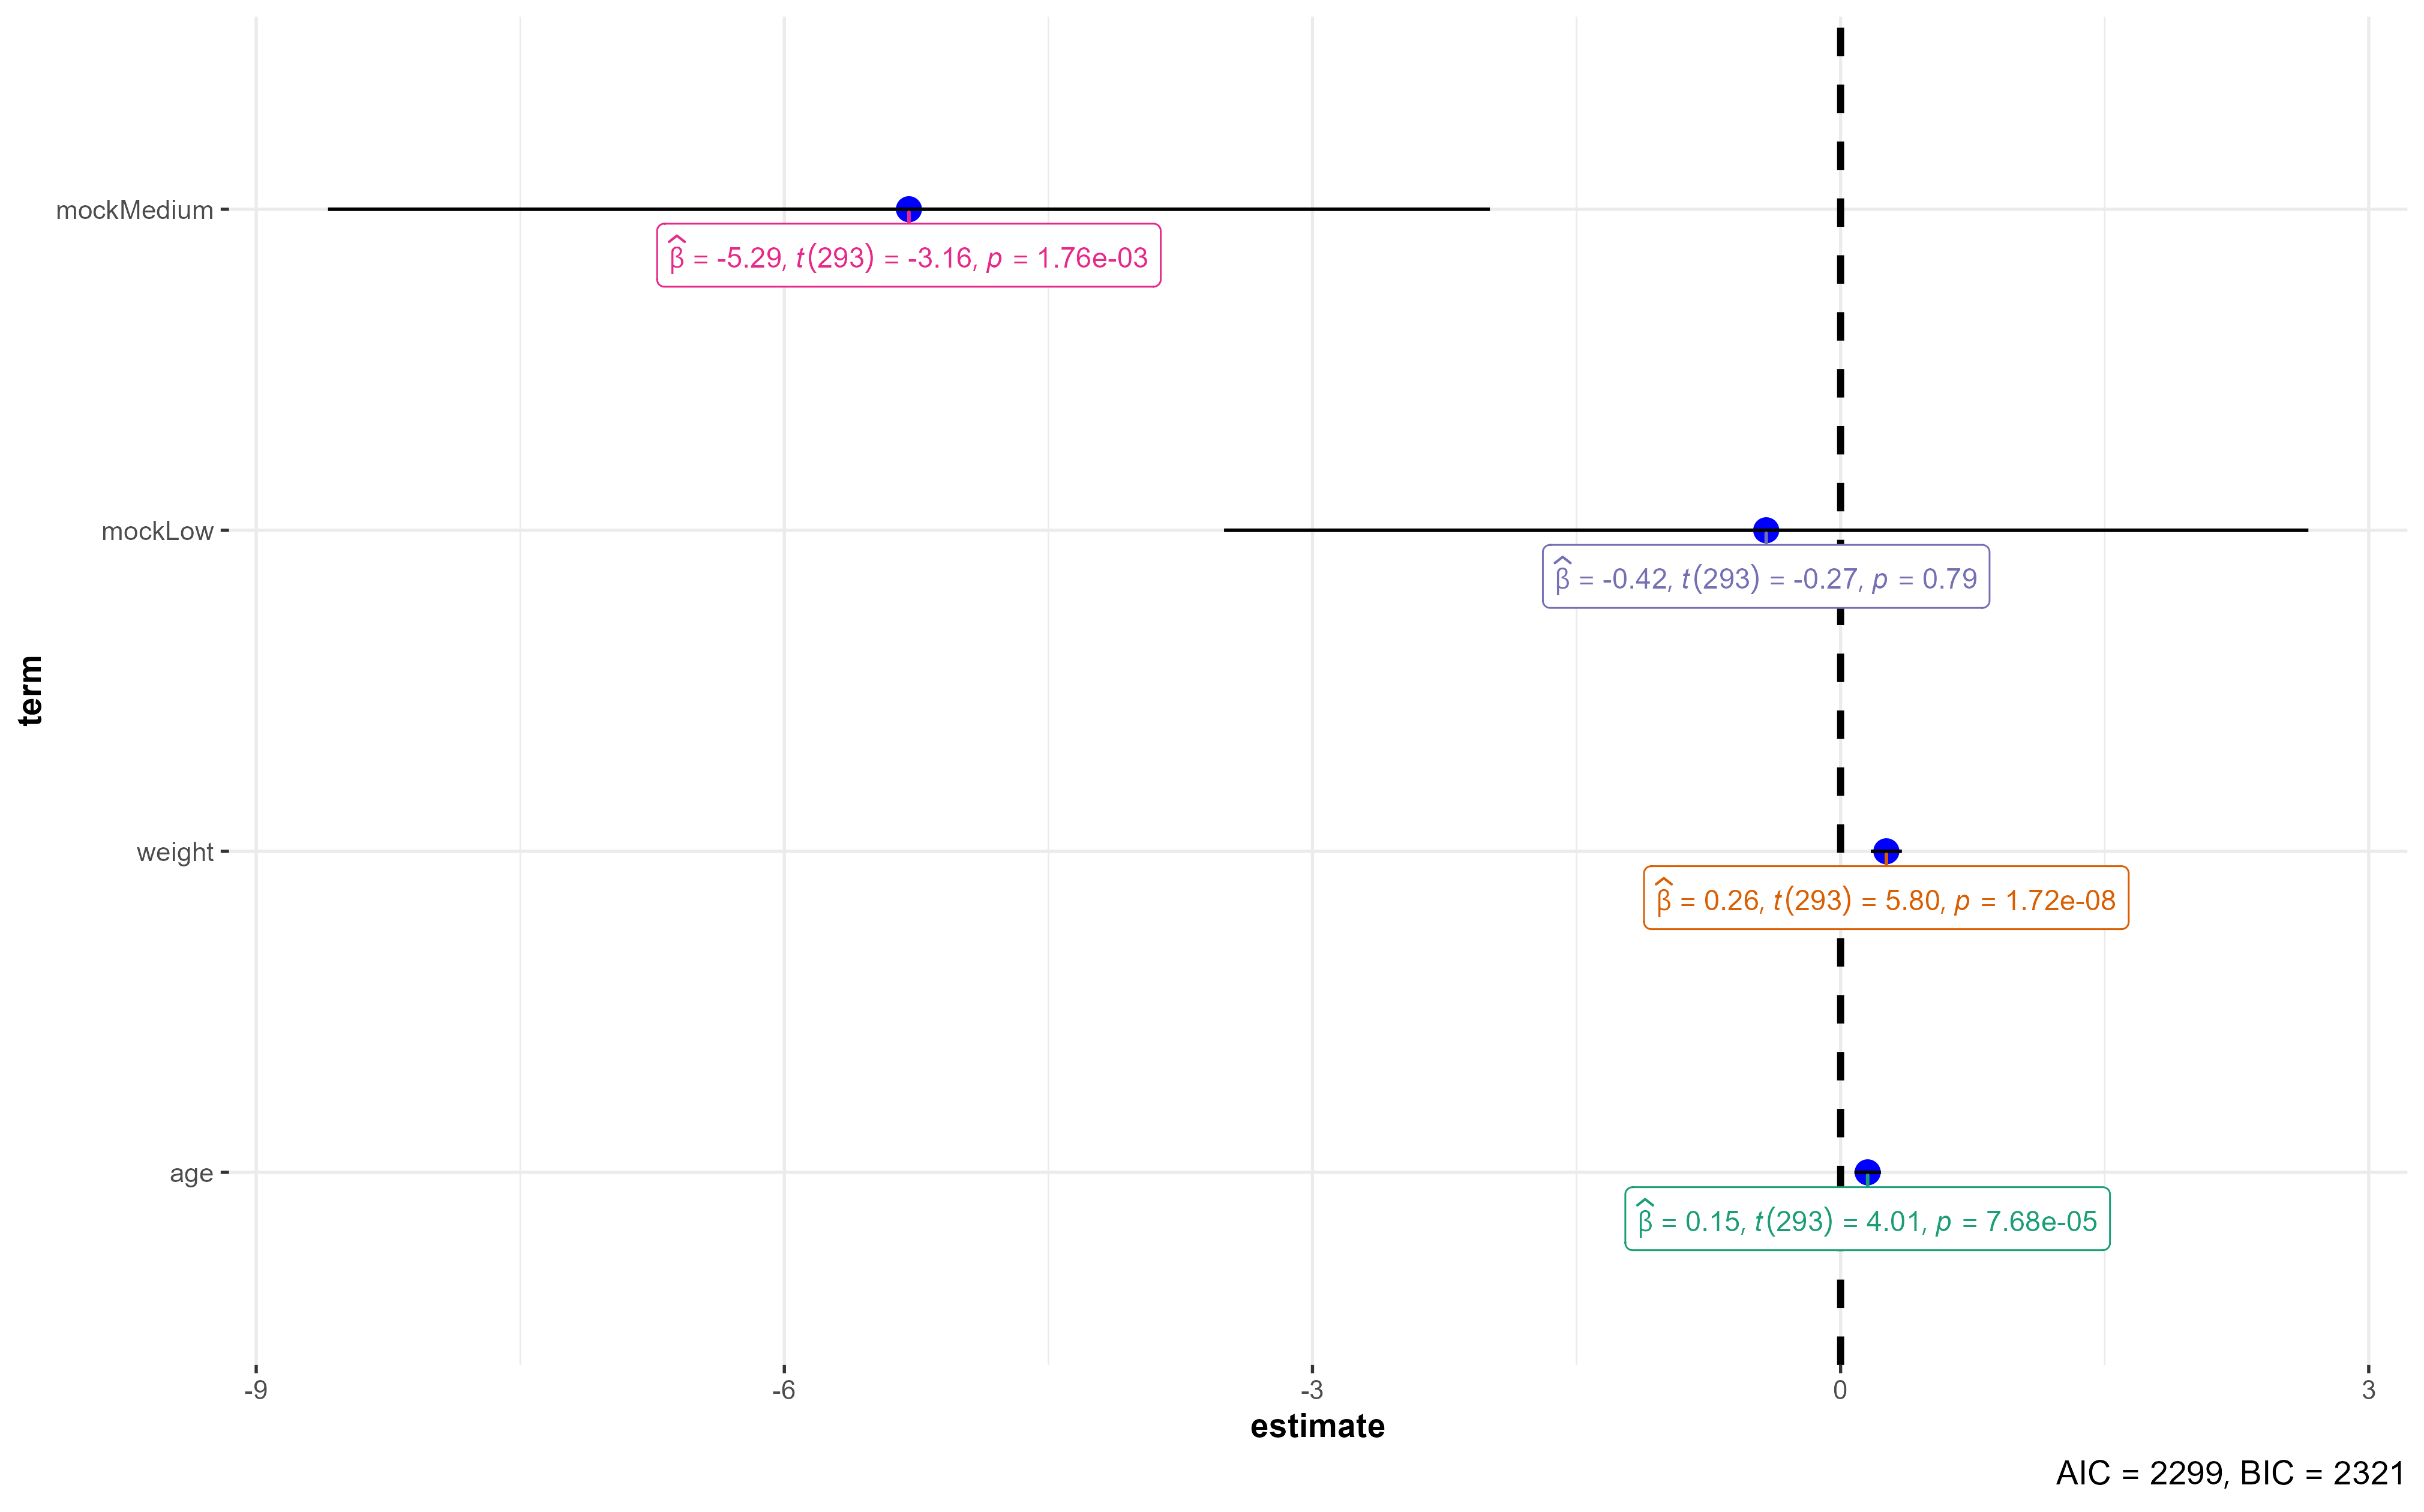 mockMedium
β̂ = -5.29, t(293) = -3.16, p = 1.76e-03
mockLow
β̂ = -0.42, t(293) = -0.27, p = 0.79
term
weight
β̂ = 0.26, t(293) = 5.80, p = 1.72e-08
age
β̂ = 0.15, t(293) = 4.01, p = 7.68e-05
-9 -6 -3 0 3
estimate
AIC = 2299, BIC = 2321